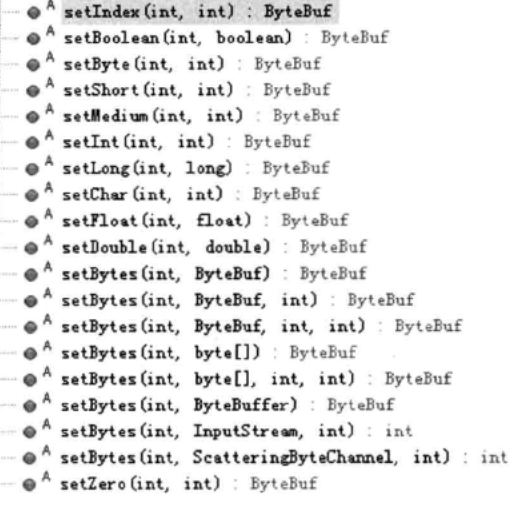 A setIndex(int, int) : ByteBuf
A setBoolean(int, boolean) : ByteBuf
A setByte(int, int) : ByteBuf
A setShort(int, int) : ByteBuf
A setMedium(int, int) : ByteBuf
A setInt(int, int) : ByteBuf
A setLong(int, long) : ByteBuf
A setChar(int, int) : ByteBuf
A setFloat(int, float) : ByteBuf
A setDouble(int, double) : ByteBuf
A setBytes(int, ByteBuf) : ByteBuf
A setBytes(int, ByteBuf, int) : ByteBuf
A setBytes(int, ByteBuf, int, int) : ByteBuf
A setBytes(int, byte[]) : ByteBuf
A setBytes(int, byte[], int, int) : ByteBuf
A setBytes(int, ByteBuffer) : ByteBuf
A setBytes(int, InputStream, int) : int
A setBytes(int, ScatteringByteChannel, int) : int
A setZero(int, int) : ByteBuf